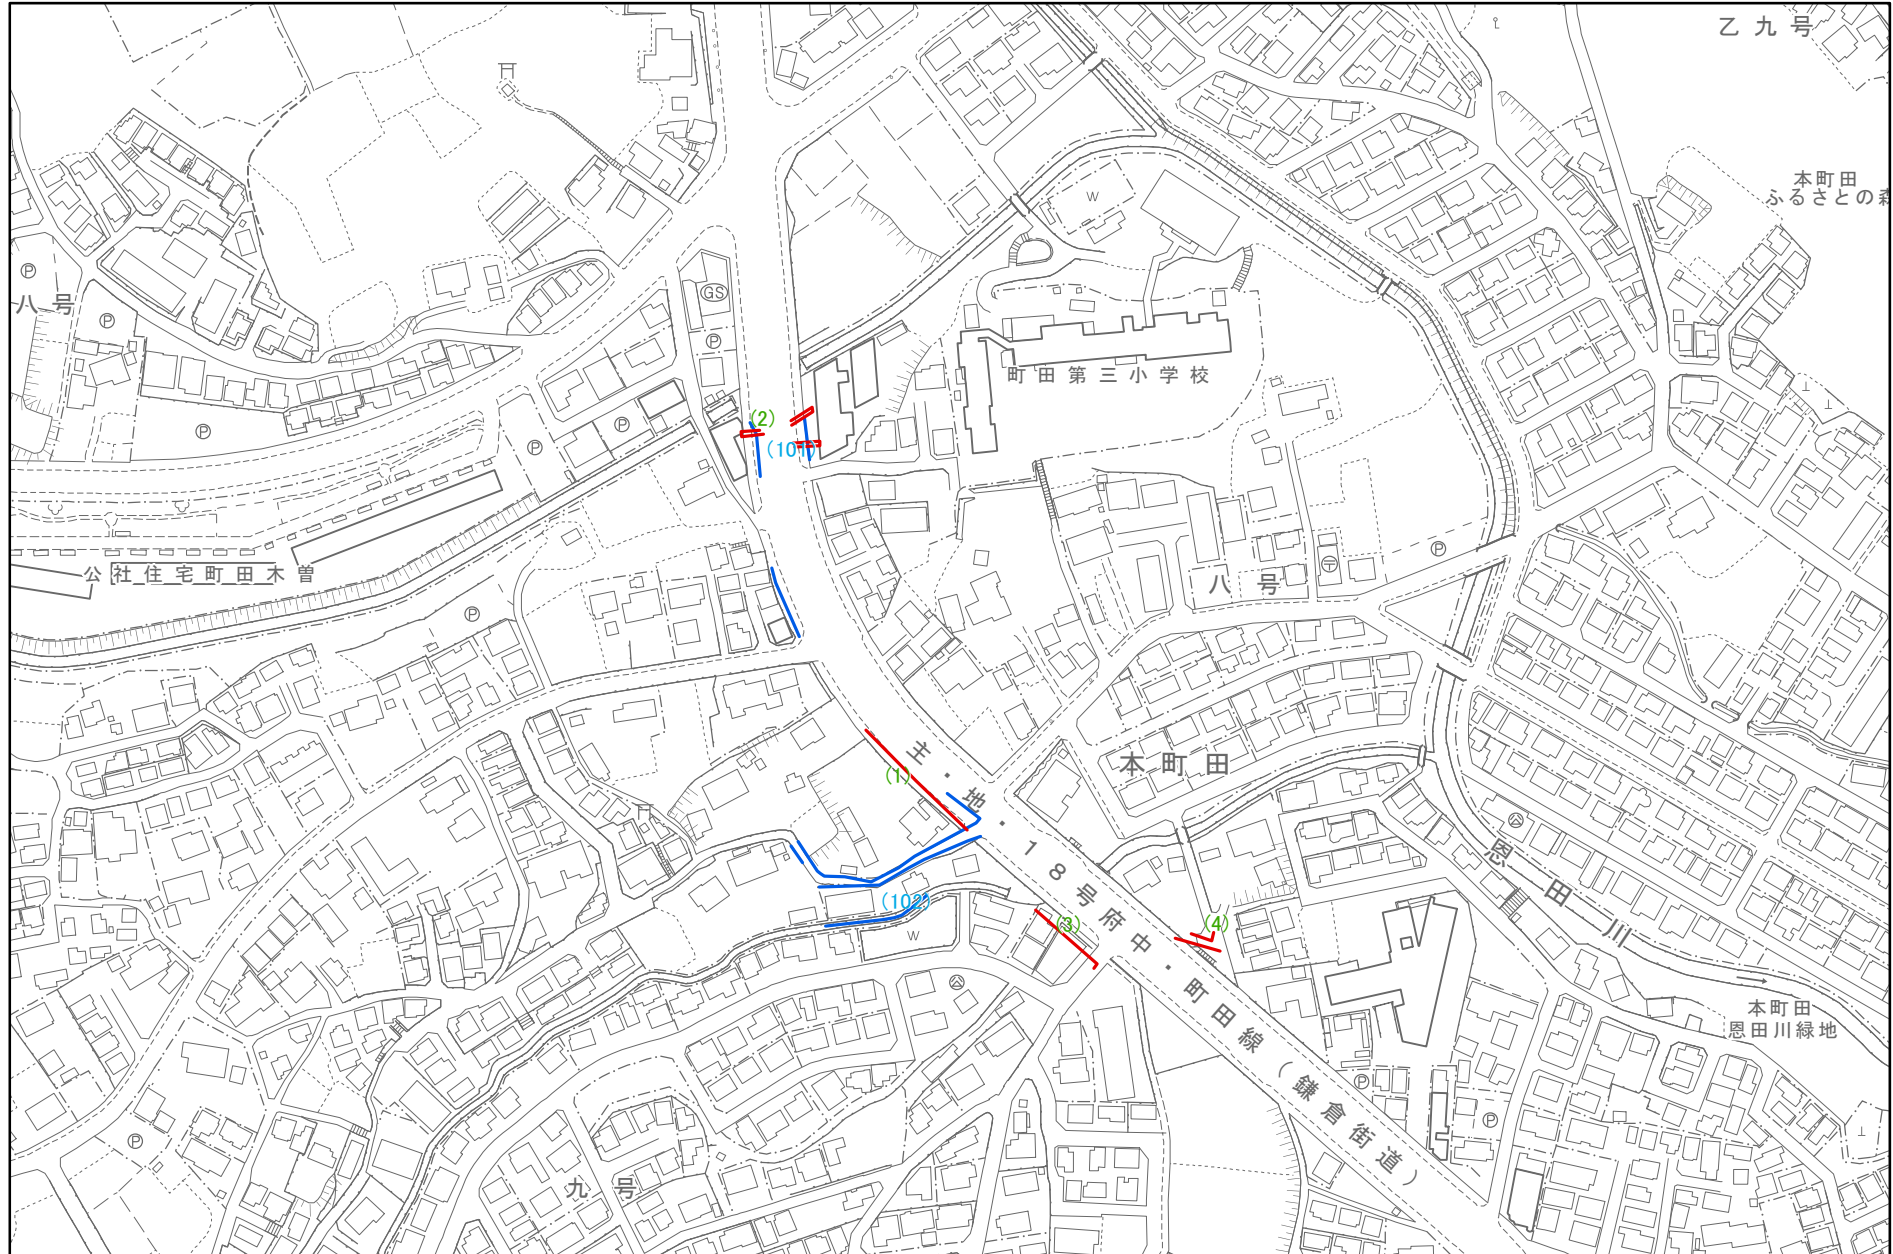 乙九号
本町田
ふるさとの森
八号
GS
P
P
P
P
P
P
P
W
町田第三小学校
(2)
(101)
公社住宅町田木曽
八号
P
本町田
(1)
主・地・18号府中・町田線(鎌倉街道)
(102)
W
(3)
(4)
恩田川
本町田
恩田川緑地
P
P
P
九号